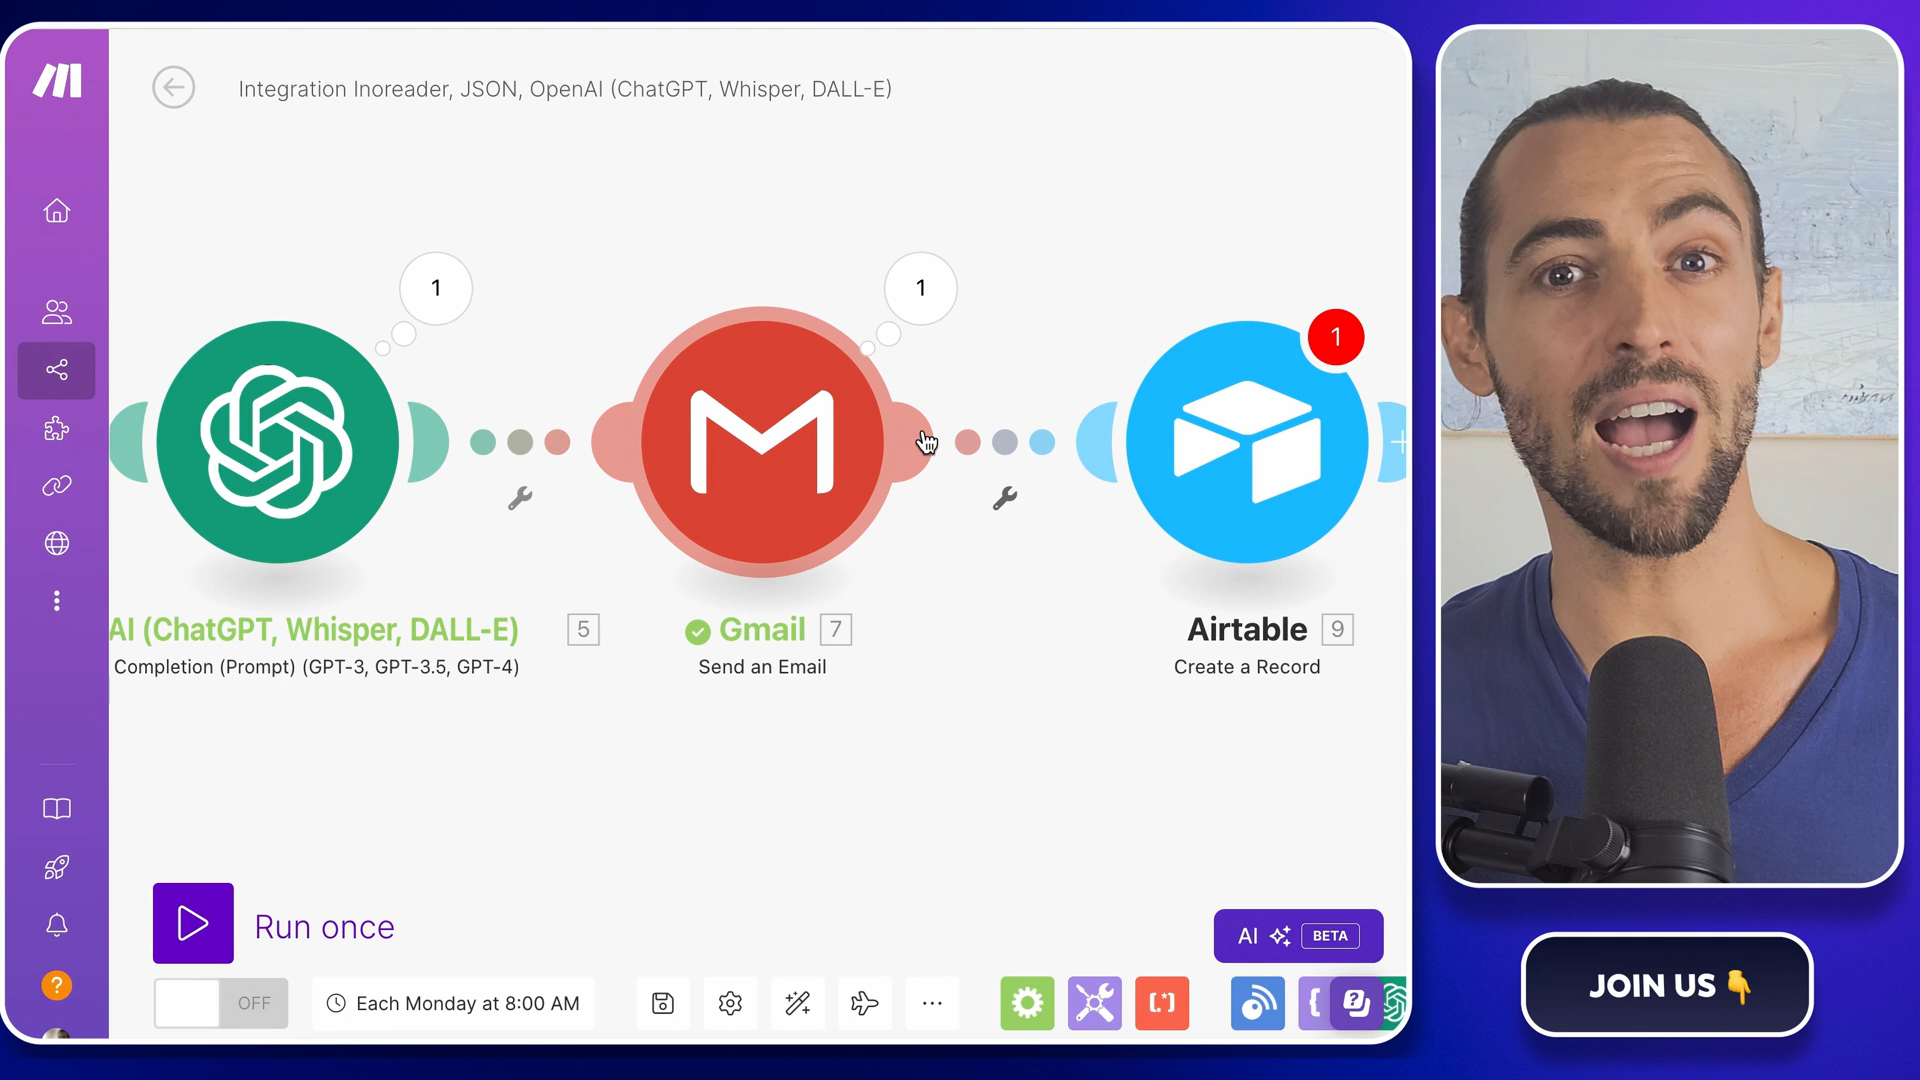 Integration Inoreader, JSON, OpenAI (ChatGPT, Whisper, DALL-E)
1
1
1
AI (ChatGPT, Whisper, DALL-E)
5
Completion (Prompt) (GPT-3, GPT-3.5, GPT-4)
Gmail
7
Send an Email
Airtable
9
Create a Record
Run once
AI
BETA
OFF
Each Monday at 8:00 AM
JOIN US